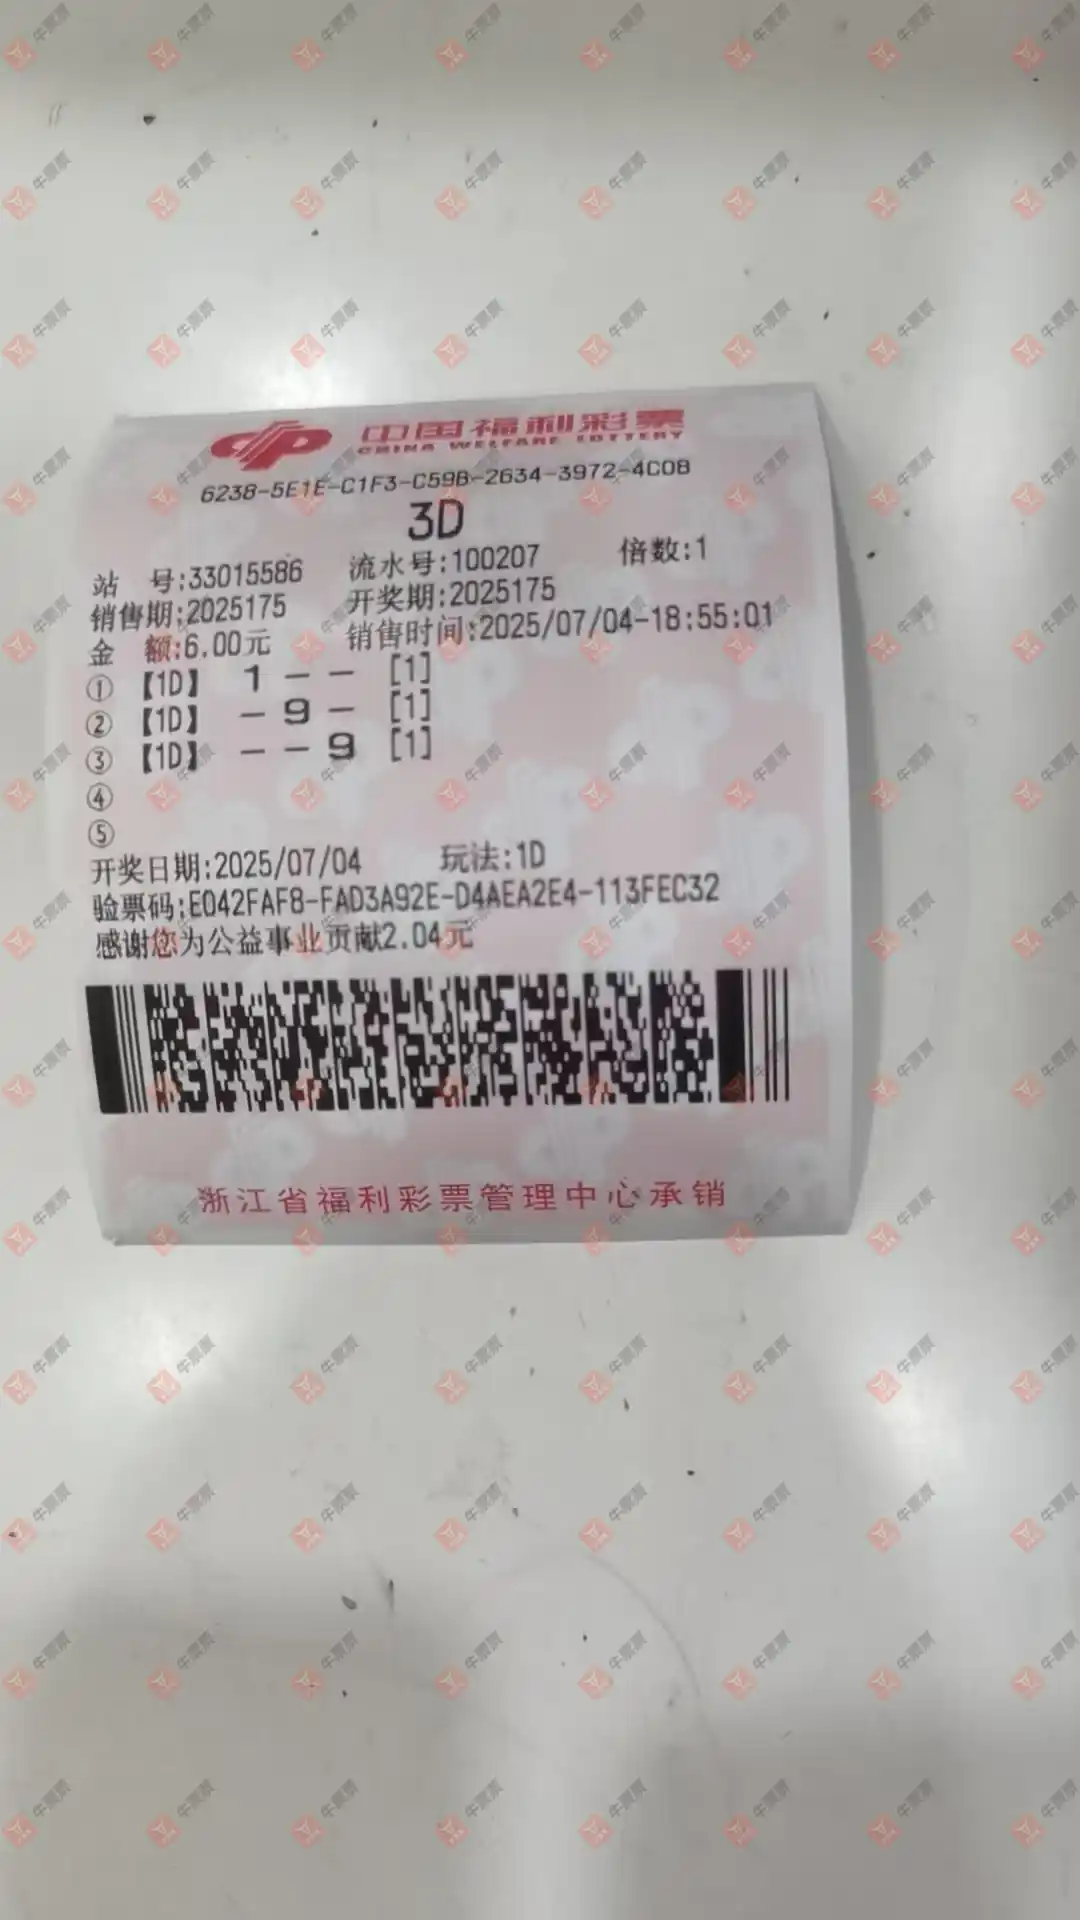 中国福利彩票
CHINA WELFARE LOTTERY
6238-5E1E-C1F3-C59B-2634-3972-4C0B
3D
站 号:33015586 流水号:100207 倍数:1
销售期:2025175 开奖期:2025175
金 额:6.00元 销售时间:2025/07/04-18:55:01
① 【1D】 1 - - [1]
② 【1D】 - 9 - [1]
③ 【1D】 - - 9 [1]
④
⑤
开奖日期:2025/07/04 玩法:1D
验票码:E042FAF8-FAD3A92E-D4AEA2E4-113FEC32
感谢您为公益事业贡献2.04元
浙江省福利彩票管理中心承销
牛票票